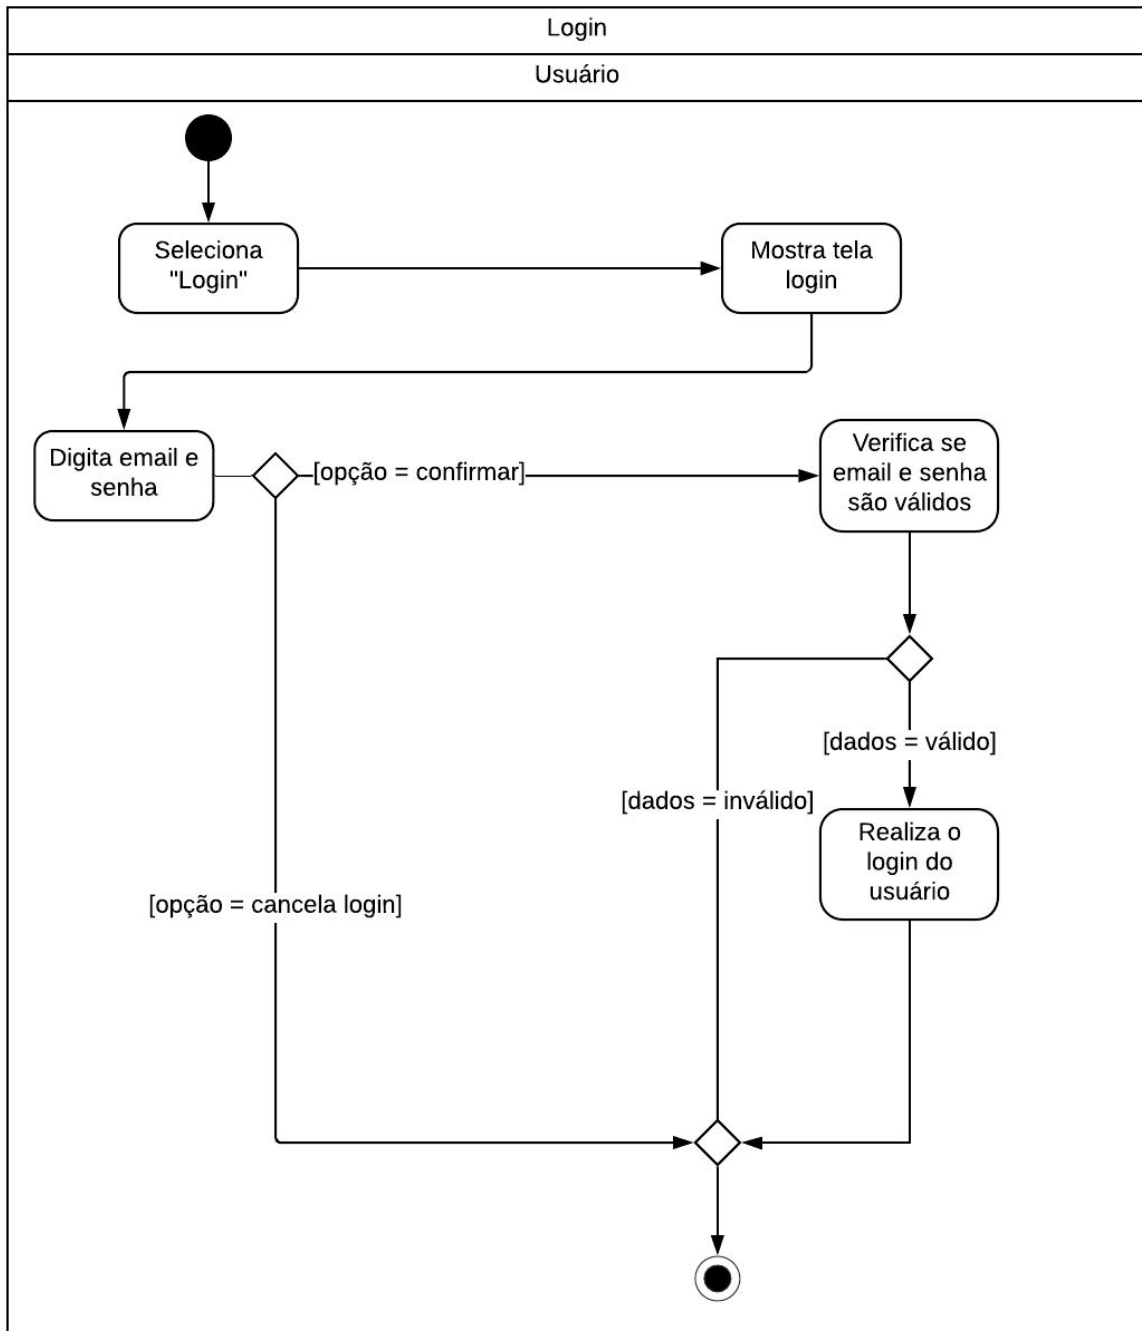 Login
Usuário
Seleciona
"Login"
Mostra tela
login
Digita email e
senha
[opção = confirmar]
Verifica se
email e senha
são válidos
[dados = válido]
[dados = inválido]
Realiza o
login do
usuário
[opção = cancela login]